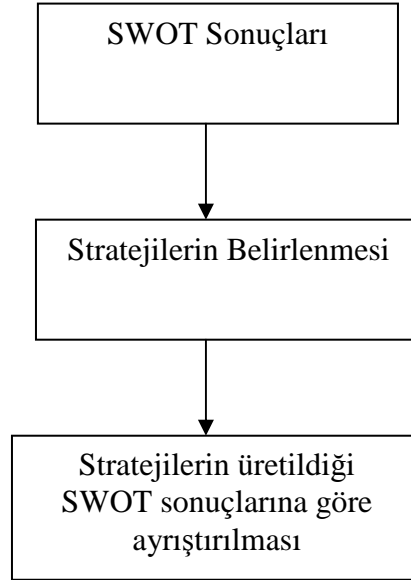 SWOT Sonuçları
Stratejilerin Belirlenmesi
Stratejilerin üretildiği
SWOT sonuçlarına göre
ayrıştırılması